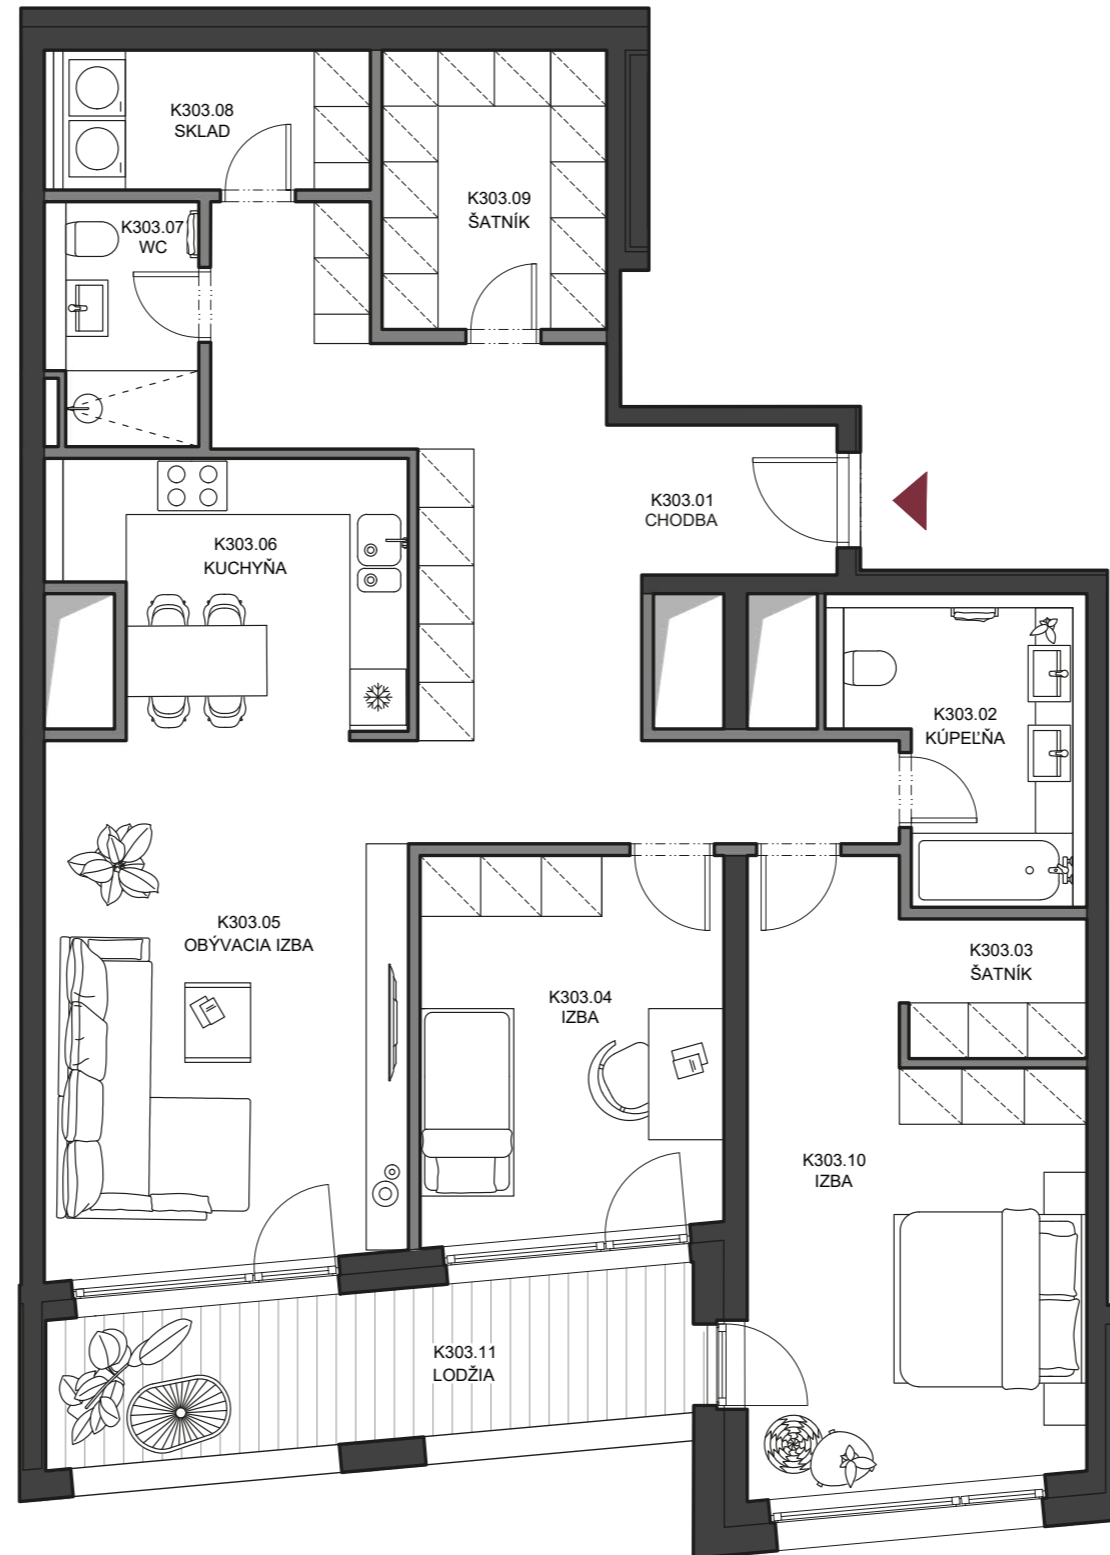 K303.08
SKLAD
K303.09
ŠATNÍK
K303.07
WC
K303.01
CHODBA
K303.06
KUCHYŇA
K303.02
KÚPEĽŇA
K303.05
OBÝVACIA IZBA
K303.03
ŠATNÍK
K303.04
IZBA
K303.10
IZBA
K303.11
LODŽIA